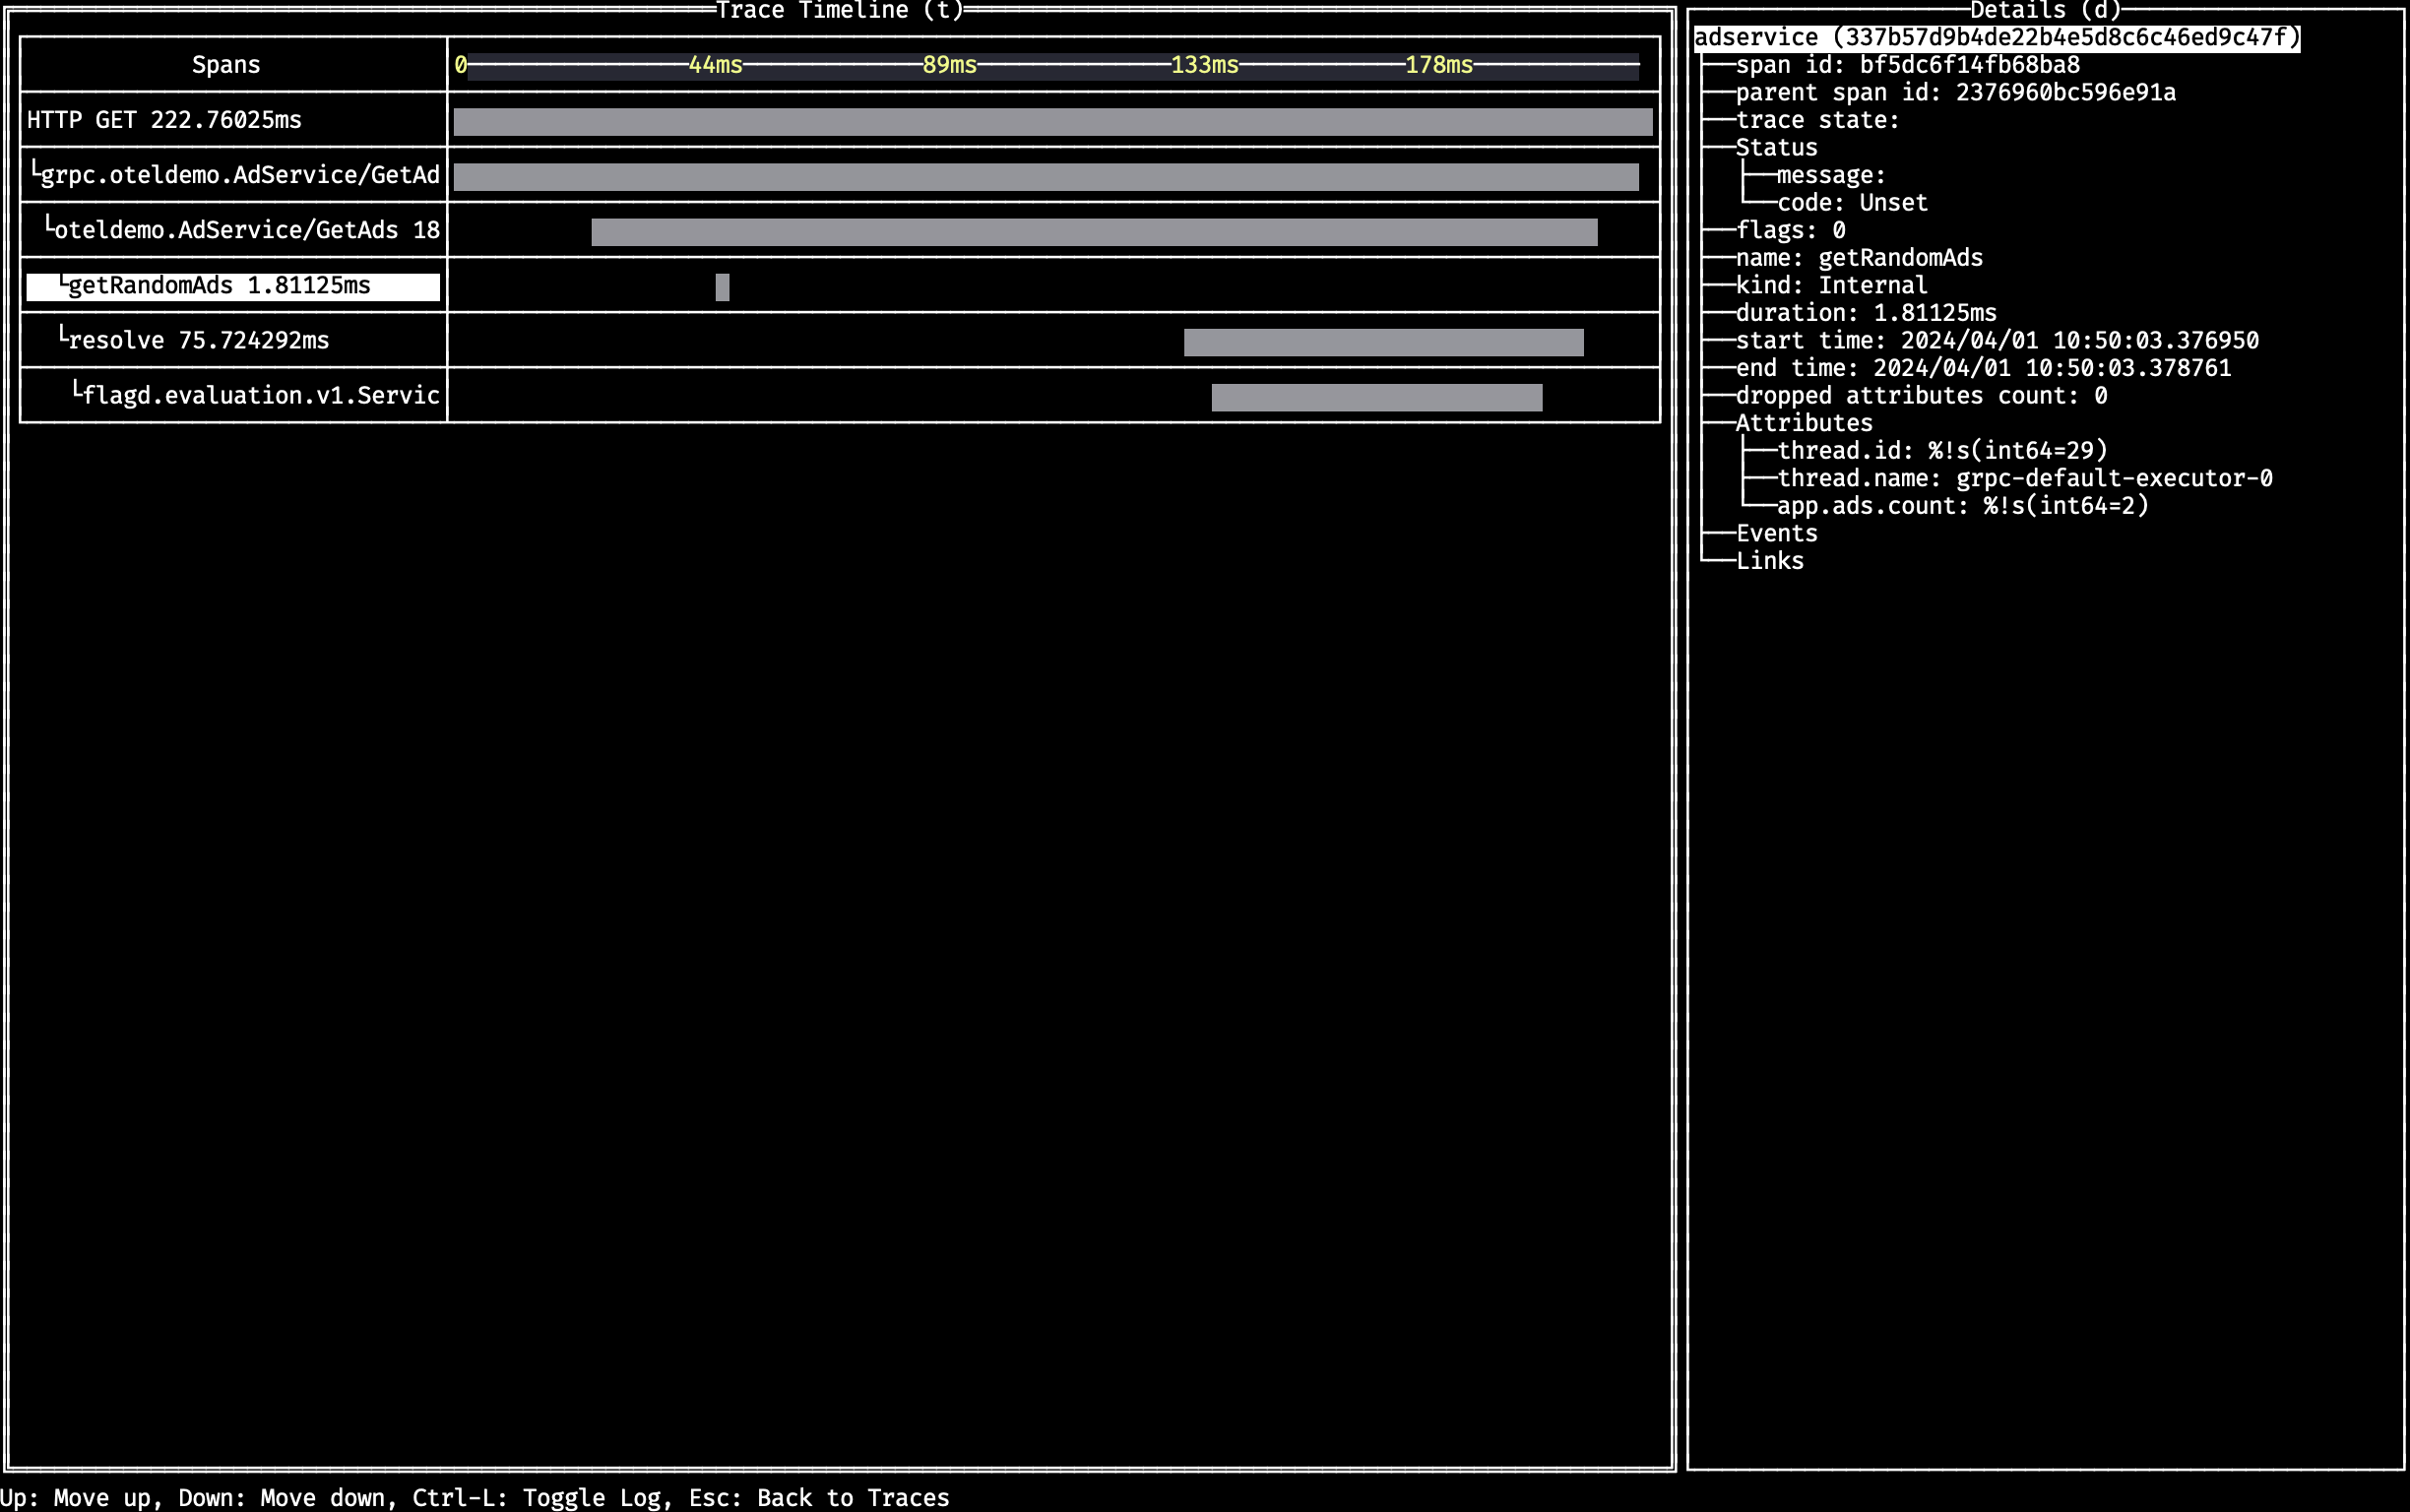 Trace Timeline (t)
Spans
0 44ms 89ms 133ms 178ms
HTTP GET 222.76025ms
└grpc.oteldemo.AdService/GetAd
└oteldemo.AdService/GetAds 18
└getRandomAds 1.81125ms
└resolve 75.724292ms
└flagd.evaluation.v1.Servic
Details (d)
adservice (337b57d9b4de22b4e5d8c6c46ed9c47f)
├──span id: bf5dc6f14fb68ba8
├──parent span id: 2376960bc596e91a
├──trace state:
├──Status
│  ├──message:
│  └──code: Unset
├──flags: 0
├──name: getRandomAds
├──kind: Internal
├──duration: 1.81125ms
├──start time: 2024/04/01 10:50:03.376950
├──end time: 2024/04/01 10:50:03.378761
├──dropped attributes count: 0
├──Attributes
│  ├──thread.id: %!s(int64=29)
│  ├──thread.name: grpc-default-executor-0
│  └──app.ads.count: %!s(int64=2)
├──Events
└──Links
Up: Move up, Down: Move down, Ctrl-L: Toggle Log, Esc: Back to Traces